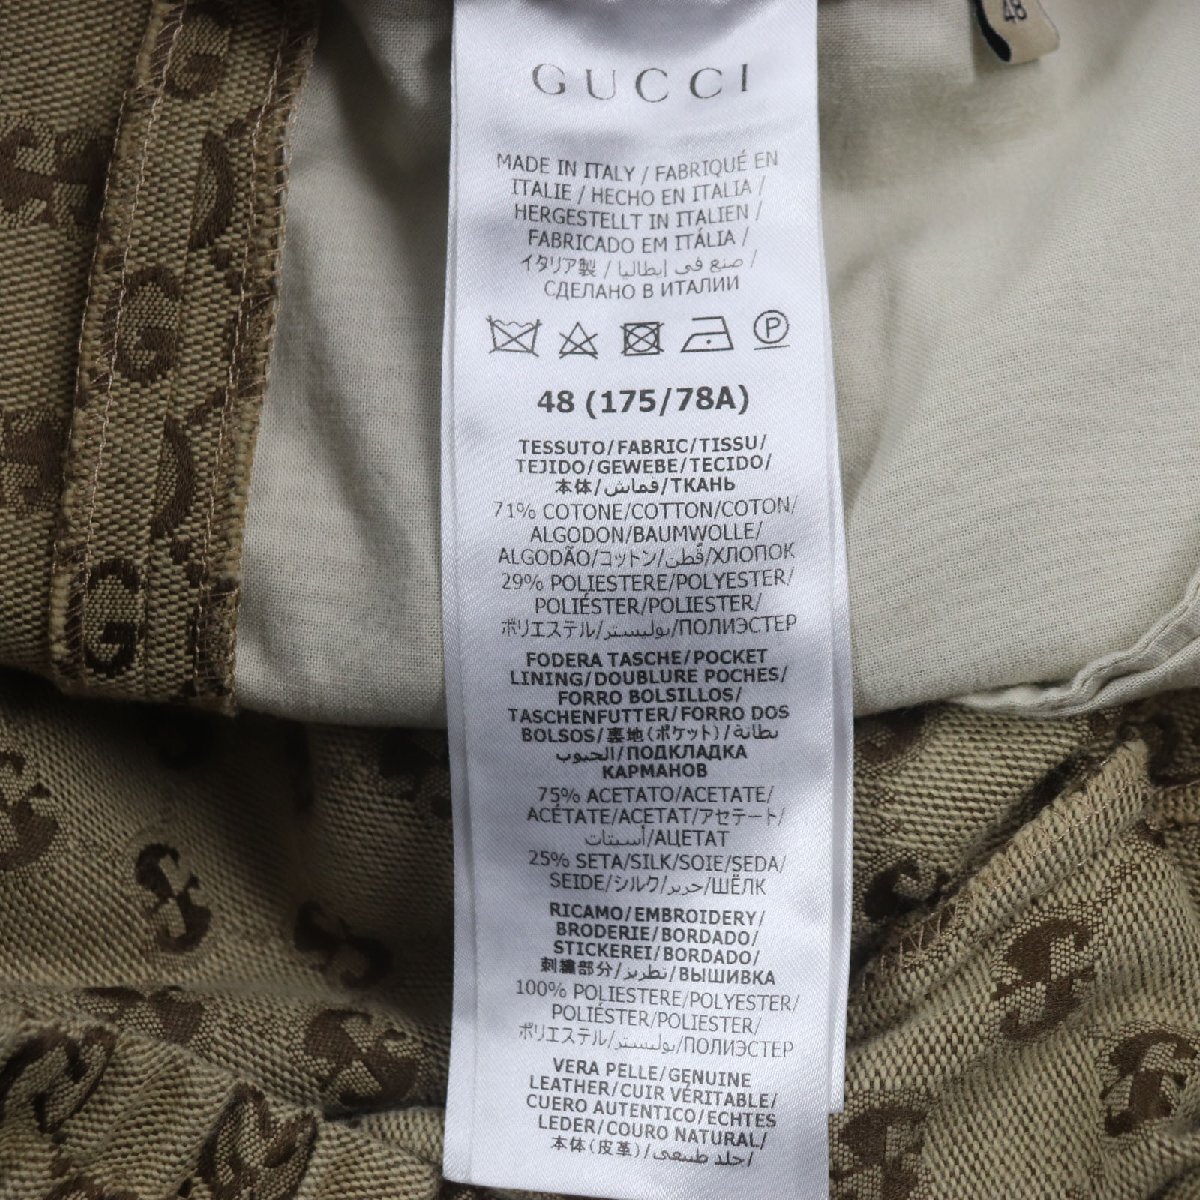 48
GUCCI
MADE IN ITALY / FABRIQUÉ EN
ITALIE / HECHO EN ITALIA /
HERGESTELLT IN ITALIEN /
FABRICADO EM ITÁLIA /
イタリア製 / صنع في إيطاليا /
СДЕЛАНО В ИТАЛИИ
P
48 (175/78A)
TESSUTO/FABRIC/TISSU/
TEJIDO/GEWEBE/TECIDO/
本体/قماش/ТКАНЬ
71% COTONE/COTTON/COTON/
ALGODON/BAUMWOLLE/
ALGODÃO/コットン/قطن/ХЛОПОК
29% POLIESTERE/POLYESTER/
POLIÉSTER/POLIESTER/
ポリエステル/بوليستر/ПОЛИЭСТЕР
FODERA TASCHE/POCKET
LINING/DOUBLURE POCHES/
FORRO BOLSILLOS/
TASCHENFUTTER/FORRO DOS
BOLSOS/裏地(ポケット)/بطانة
الجيوب/ПОДКЛАДКА
КАРМАНОВ
75% ACETATO/ACETATE/
ACÉTATE/ACETAT/アセテート/
أسيتات/АЦЕТАТ
25% SETA/SILK/SOIE/SEDA/
SEIDE/シルク/حرير/ШЁЛК
RICAMO/EMBROIDERY/
BRODERIE/BORDADO/
STICKEREI/BORDADO/
刺繍部分/تطريز/ВЫШИВКА
100% POLIESTERE/POLYESTER/
POLIÉSTER/POLIESTER/
ポリエステル/بوليستر/ПОЛИЭСТЕР
VERA PELLE/GENUINE
LEATHER/CUIR VÉRITABLE/
CUERO AUTENTICO/ECHTES
LEDER/COURO NATURAL/
本体(皮革)/جلد طبيعي/